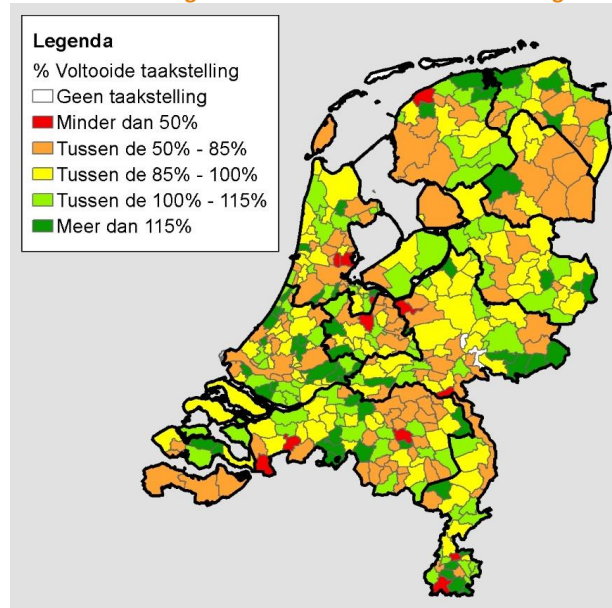 Legenda
% Voltooide taakstelling
Geen taakstelling
Minder dan 50%
Tussen de 50% - 85%
Tussen de 85% - 100%
Tussen de 100% - 115%
Meer dan 115%